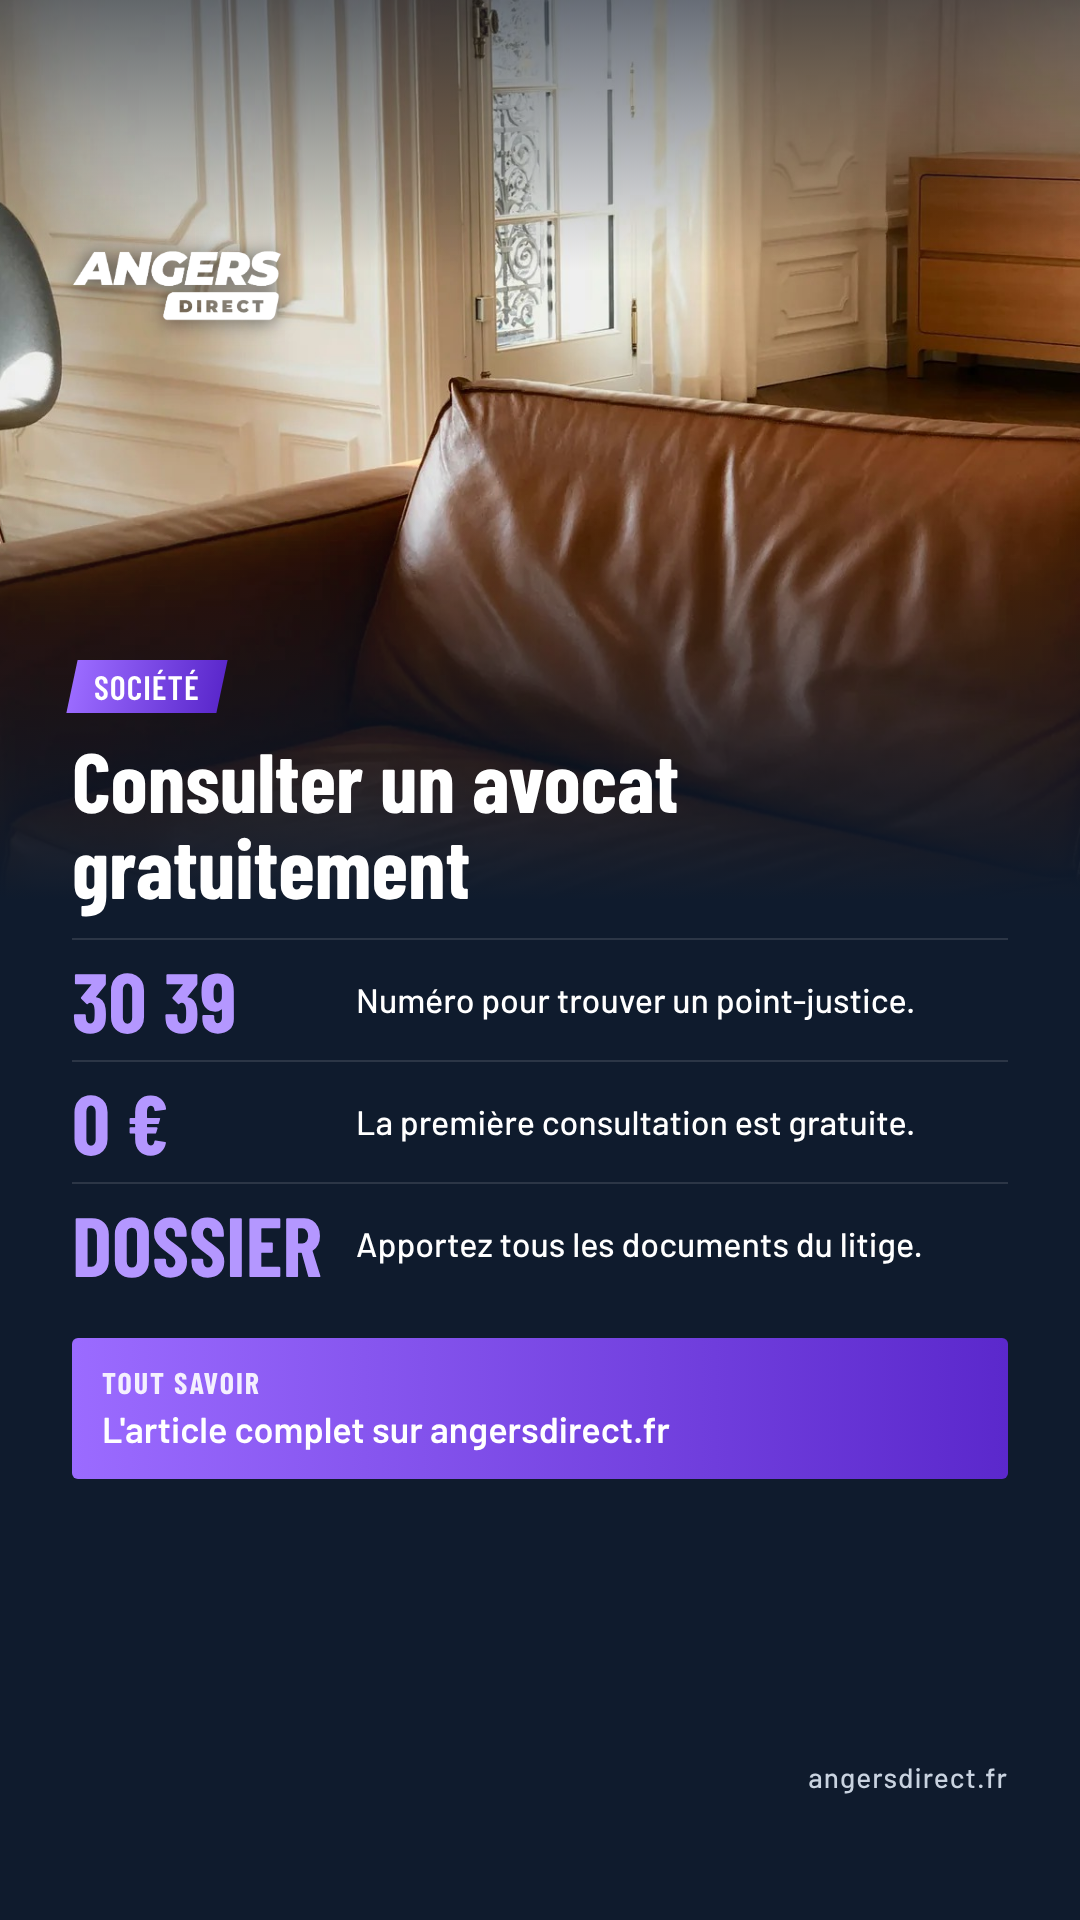 ANGERS
DIRECT
SOCIÉTÉ
Consulter un avocat
gratuitement
30 39
Numéro pour trouver un point-justice.
0 €
La première consultation est gratuite.
DOSSIER
Apportez tous les documents du litige.
TOUT SAVOIR
L'article complet sur angersdirect.fr
angersdirect.fr